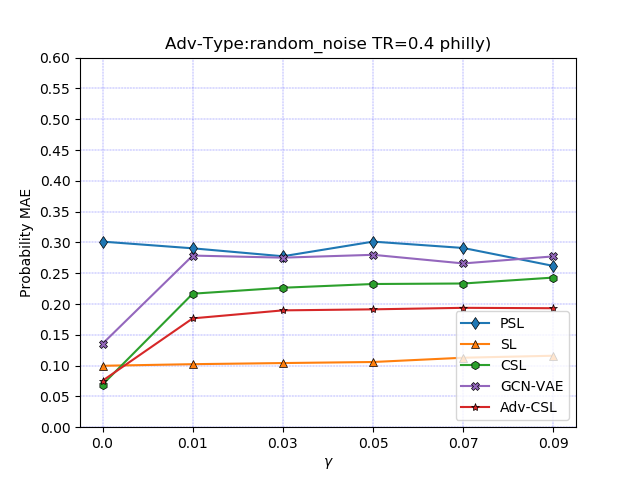 Adv-Type:random_noise TR=0.4 philly)
0.60
0.55
0.50
0.45
0.40
0.35
0.30
0.25
0.20
0.15
0.10
0.05
0.00
Probability MAE
PSL
SL
CSL
GCN-VAE
Adv-CSL
0.0 0.01 0.03 0.05 0.07 0.09
γ